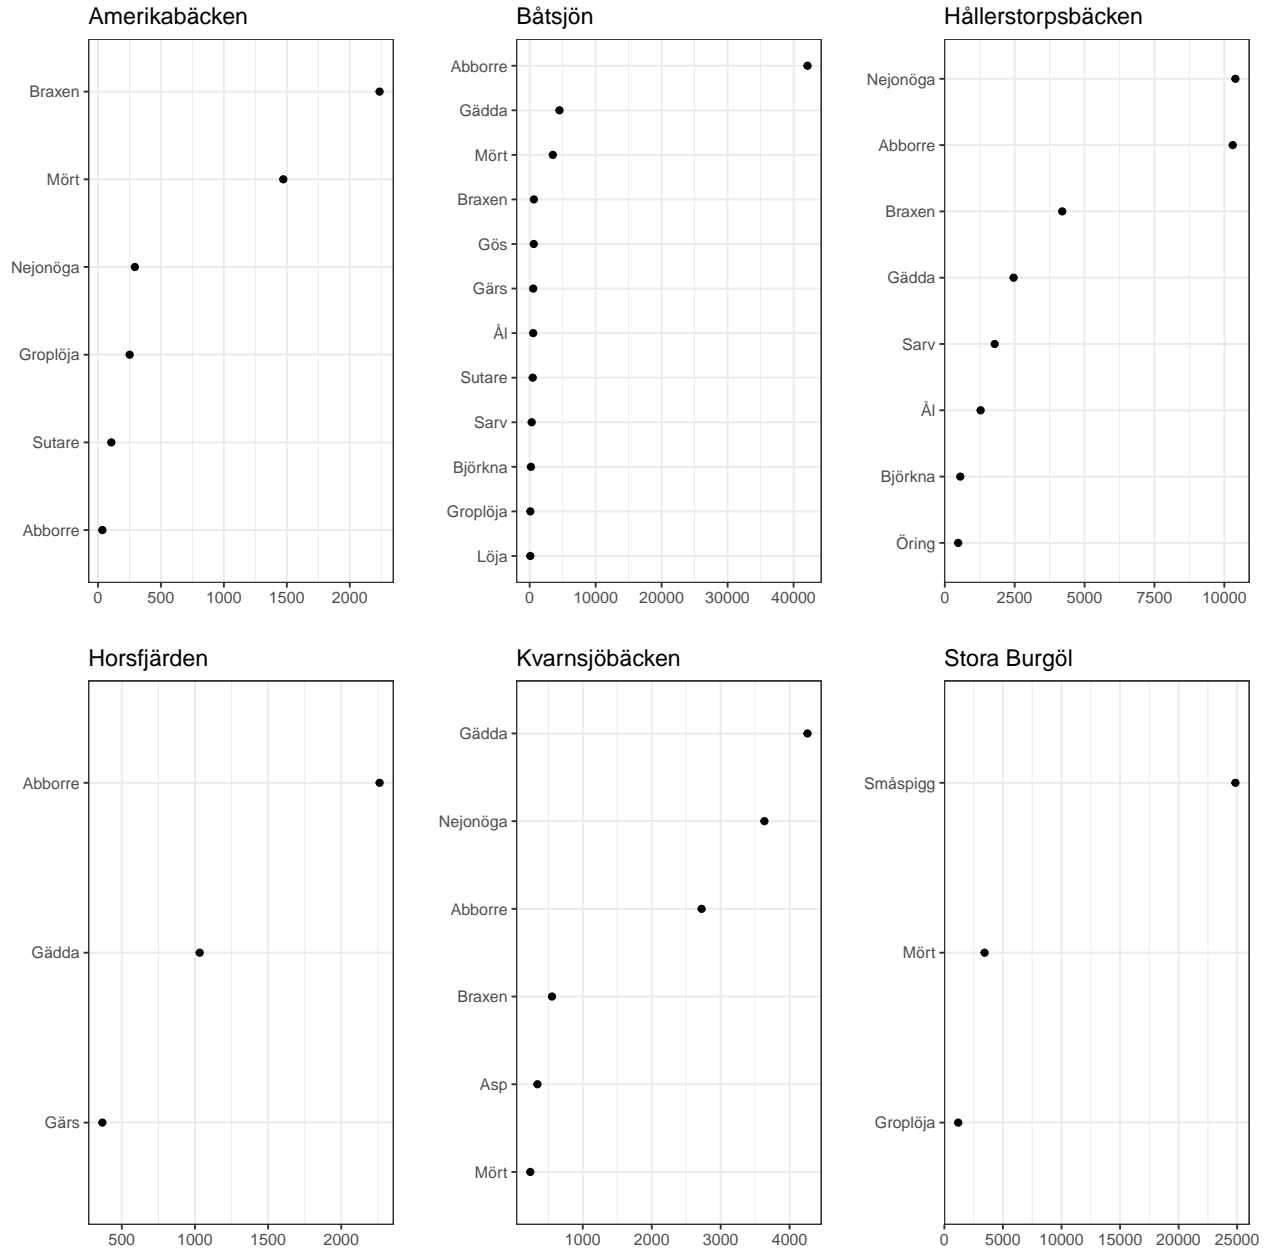 Amerikabäcken
Braxen
Mört
Nejonöga
Groplöja
Sutare
Abborre
0 500 1000 1500 2000
Båtsjön
Abborre
Gädda
Mört
Braxen
Gös
Gärs
Ål
Sutare
Sarv
Björkna
Groplöja
Löja
0 10000 20000 30000 40000
Hållerstorpsbäcken
Nejonöga
Abborre
Braxen
Gädda
Sarv
Ål
Björkna
Öring
0 2500 5000 7500 10000
Horsfjärden
Abborre
Gädda
Gärs
500 1000 1500 2000
Kvarnsjöbäcken
Gädda
Nejonöga
Abborre
Braxen
Asp
Mört
1000 2000 3000 4000
Stora Burgöl
Småspigg
Mört
Groplöja
0 5000 10000 15000 20000 25000